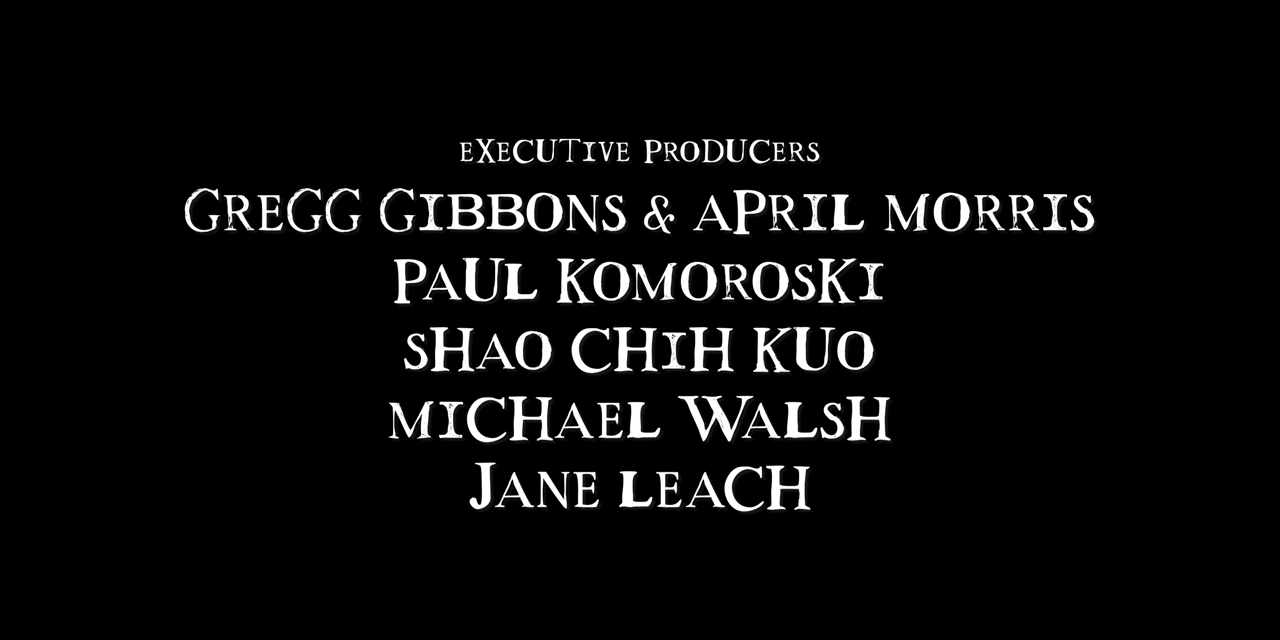 EXECUTIVE PRODUCERS
GREGG GIBBONS & APRIL MORRIS
PAUL KOMOROSKI
SHAO CHIH KUO
MICHAEL WALSH
JANE LEACH